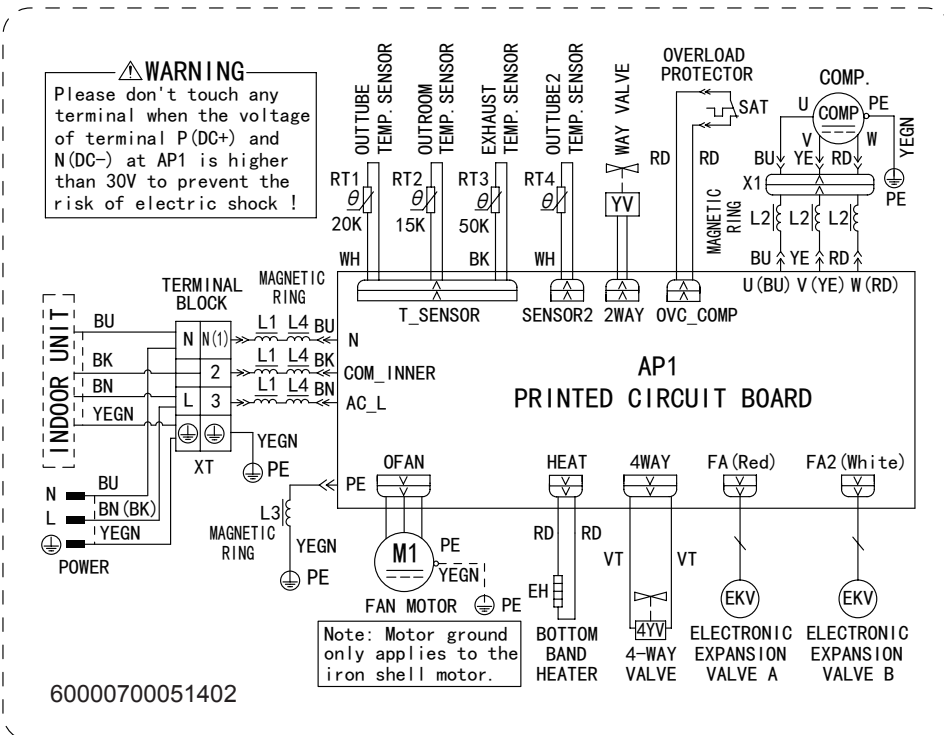 WARNING
Please don't touch any
terminal when the voltage
of terminal P(DC+) and
N(DC-) at AP1 is higher
than 30V to prevent the
risk of electric shock !
OUTTUBE
TEMP. SENSOR
OUTROOM
TEMP. SENSOR
EXHAUST
TEMP. SENSOR
OUTTUBE2
TEMP. SENSOR
WAY VALVE
OVERLOAD
PROTECTOR
SAT
COMP.
U
COMP
PE
V
W
YEGN
RT1
RT2
RT3
RT4
θ
θ
θ
θ
20K
15K
50K
YV
RD
RD
BU
YE
RD
X1
PE
MAGNETIC
RING
L2
L2
L2
WH
BK
WH
BU
YE
RD
U(BU) V(YE) W(RD)
T_SENSOR
SENSOR2
2WAY
OVC_COMP
TERMINAL
BLOCK
MAGNETIC
RING
INDOOR UNIT
BU
BK
BN
YEGN
N
N(1)
2
L
3
XT
L1
L4
BU
N
L1
L4
BK
COM_INNER
L1
L4
BN
AC_L
YEGN
PE
AP1
PRINTED CIRCUIT BOARD
N
BU
L
BN(BK)
YEGN
POWER
PE
L3
MAGNETIC
RING
YEGN
PE
OFAN
HEAT
4WAY
FA(Red)
FA2(White)
M1
PE
YEGN
PE
FAN MOTOR
RD
RD
EH
VT
VT
4YV
EKV
EKV
BOTTOM
BAND
HEATER
4-WAY
VALVE
ELECTRONIC
EXPANSION
VALVE A
ELECTRONIC
EXPANSION
VALVE B
Note: Motor ground
only applies to the
iron shell motor.
60000700051402